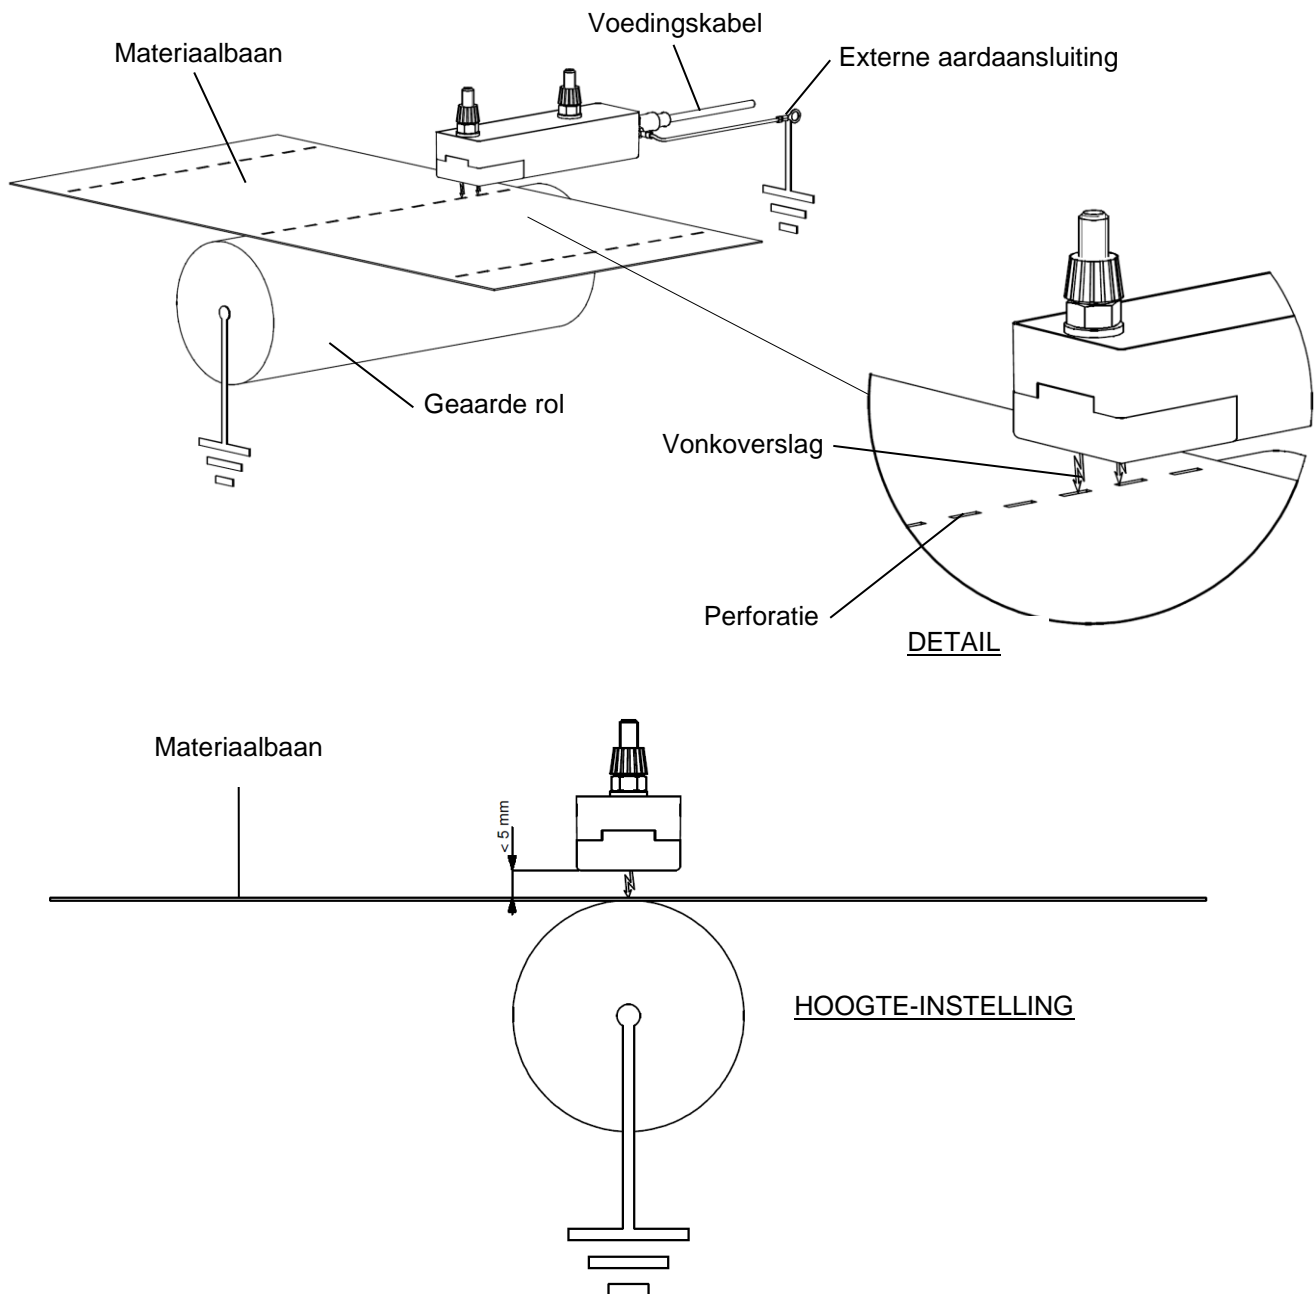 Voedingskabel
Materiaalbaan
Externe aardaansluiting
Geaarde rol
Vonkoverslag
Perforatie
DETAIL
Materiaalbaan
< 5 mm
HOOGTE-INSTELLING